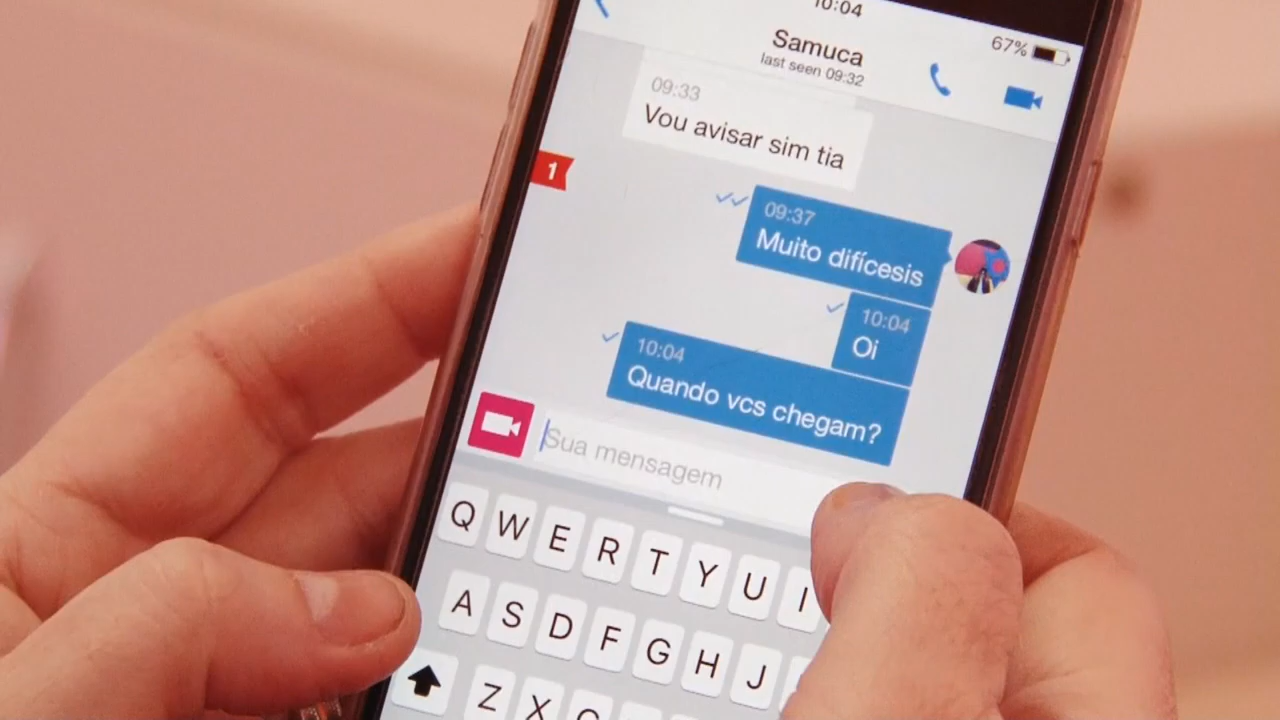 10:04
67%
Samuca
last seen 09:32
09:33
Vou avisar sim tia
1
09:37
Muito difícesis
10:04
Oi
10:04
Quando vcs chegam?
Sua mensagem
Q W E R T Y U I
A S D F G H J
Z X